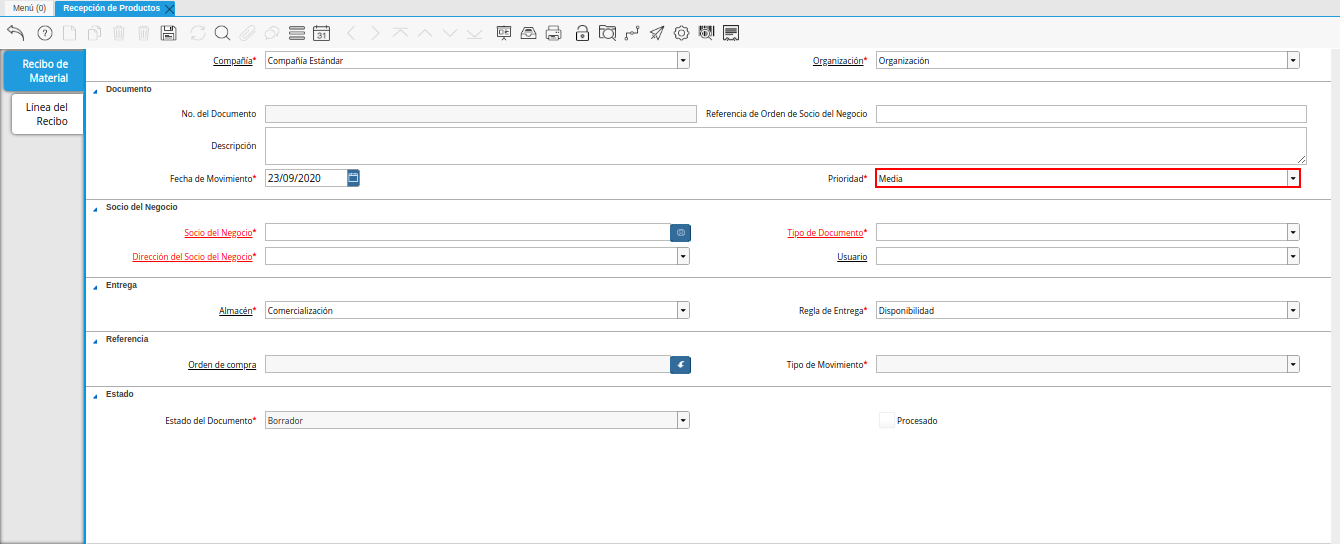 Menú (0) Recepción de Productos
31
Recibo de
Material
Línea del
Recibo
Compañía* Compañía Estándar Organización* Organización
Documento
No. del Documento Referencia de Orden de Socio del Negocio
Descripción
Fecha de Movimiento* 23/09/2020 Prioridad* Media
Socio del Negocio
Socio del Negocio* Tipo de Documento*
Dirección del Socio del Negocio* Usuario
Entrega
Almacén* Comercialización Regla de Entrega* Disponibilidad
Referencia
Orden de compra Tipo de Movimiento*
Estado
Estado del Documento* Borrador Procesado